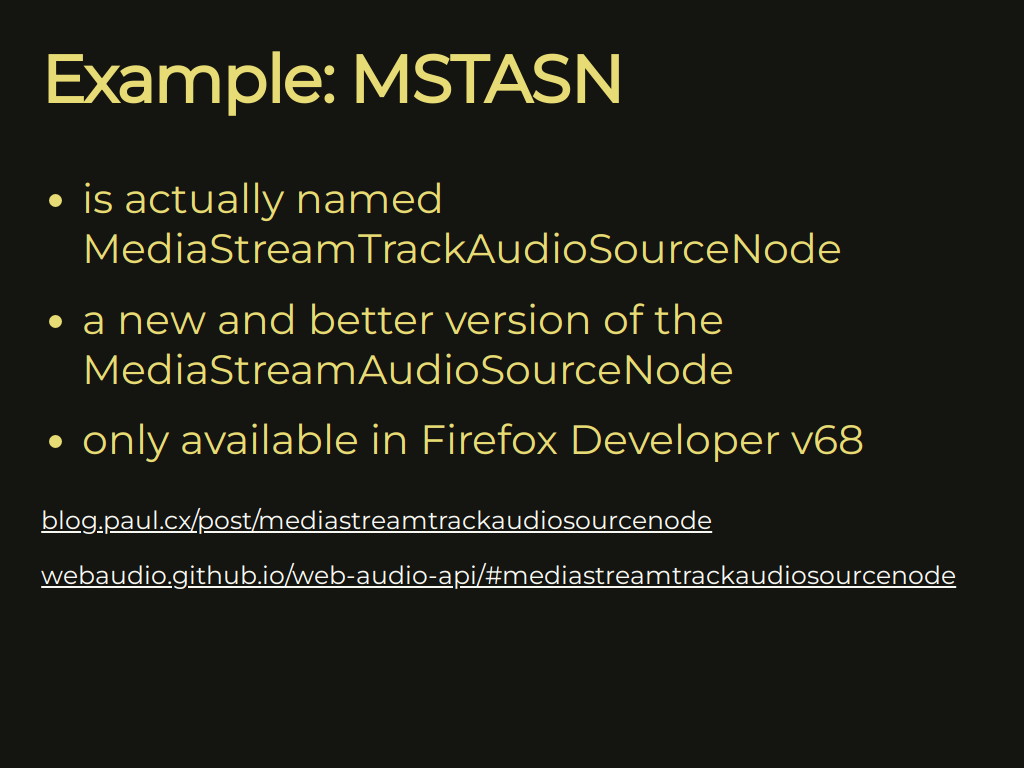 Example: MSTASN
• is actually named
MediaStreamTrackAudioSourceNode
• a new and better version of the
MediaStreamAudioSourceNode
• only available in Firefox Developer v68
blog.paul.cx/post/mediastreamtrackaudiosourcenode
webaudio.github.io/web-audio-api/#mediastreamtrackaudiosourcenode